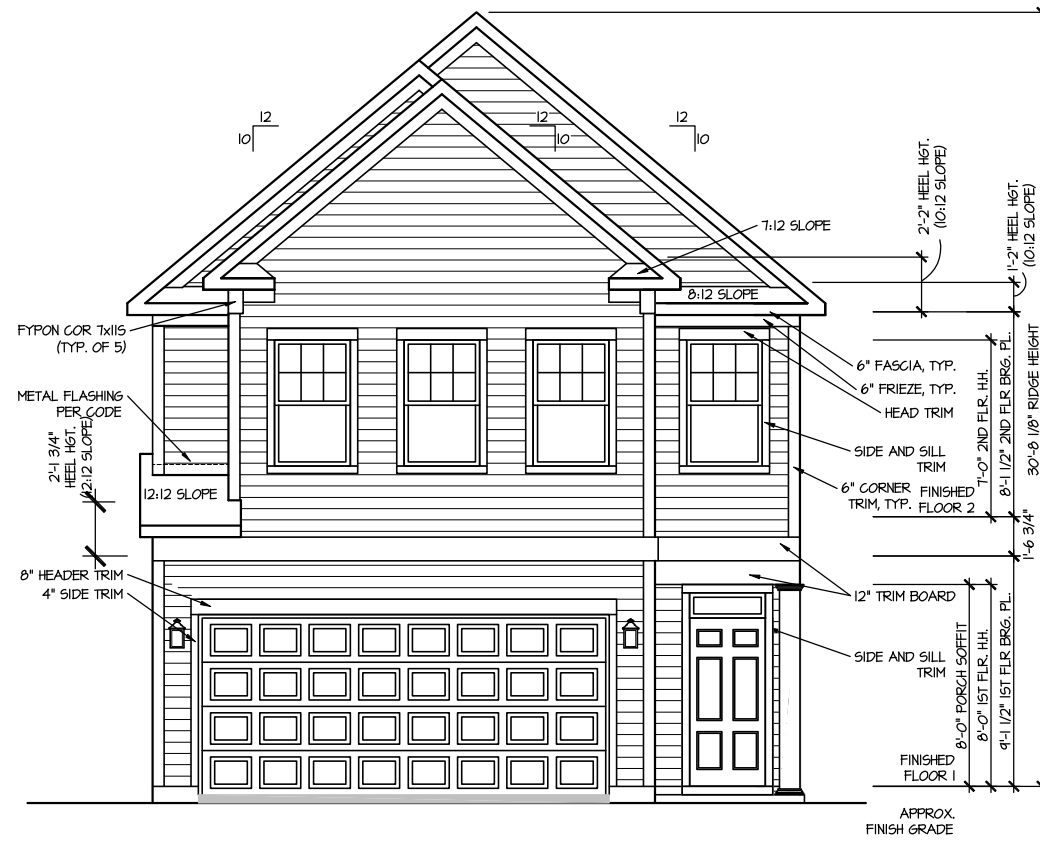 12
10
12
10
12
10
2'-2" HEEL HGT.
(10:12 SLOPE)
1'-2" HEEL HGT.
(10:12 SLOPE)
7:12 SLOPE
8:12 SLOPE
FYPON COR 7x11S
(TYP. OF 5)
6" FASCIA, TYP.
6" FRIEZE, TYP.
HEAD TRIM
METAL FLASHING
PER CODE
2'-1 3/4"
HEEL HGT.
(12:12 SLOPE)
12:12 SLOPE
SIDE AND SILL
TRIM
6" CORNER
TRIM, TYP.
FINISHED
FLOOR 2
7'-0" 2ND FLR. H.H.
8'-1 1/2" 2ND FLR BRG. PL.
30'-8 1/8" RIDGE HEIGHT
1'-6 3/4"
8" HEADER TRIM
4" SIDE TRIM
12" TRIM BOARD
SIDE AND SILL
TRIM
8'-0" PORCH SOFFIT
8'-0" 1ST FLR. H.H.
9'-1 1/2" 1ST FLR BRG. PL.
FINISHED
FLOOR 1
APPROX.
FINISH GRADE